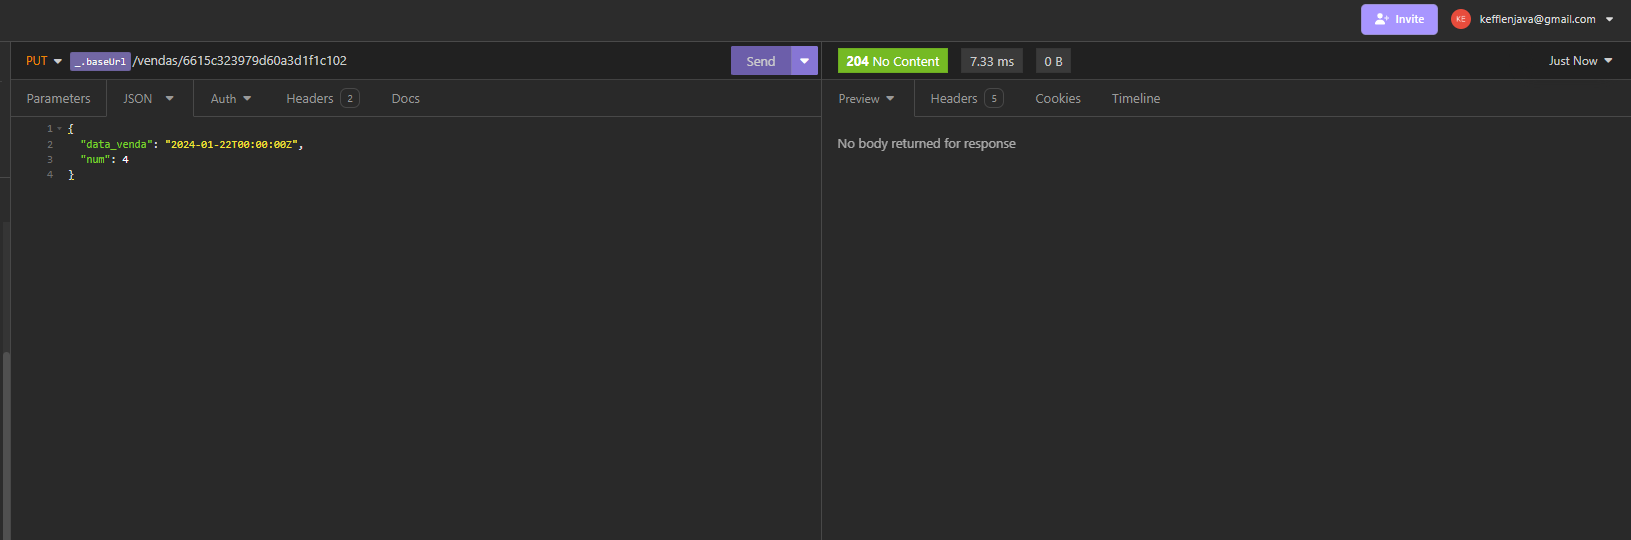 Invite
KE
kefflenjava@gmail.com
PUT
_.baseUrl /vendas/6615c323979d60a3d1f1c102
Send
204 No Content
7.33 ms
0 B
Just Now
Parameters
JSON
Auth
Headers 2
Docs
Preview
Headers 5
Cookies
Timeline
1 {
2 "data_venda": "2024-01-22T00:00:00Z",
3 "num": 4
4 }
No body returned for response